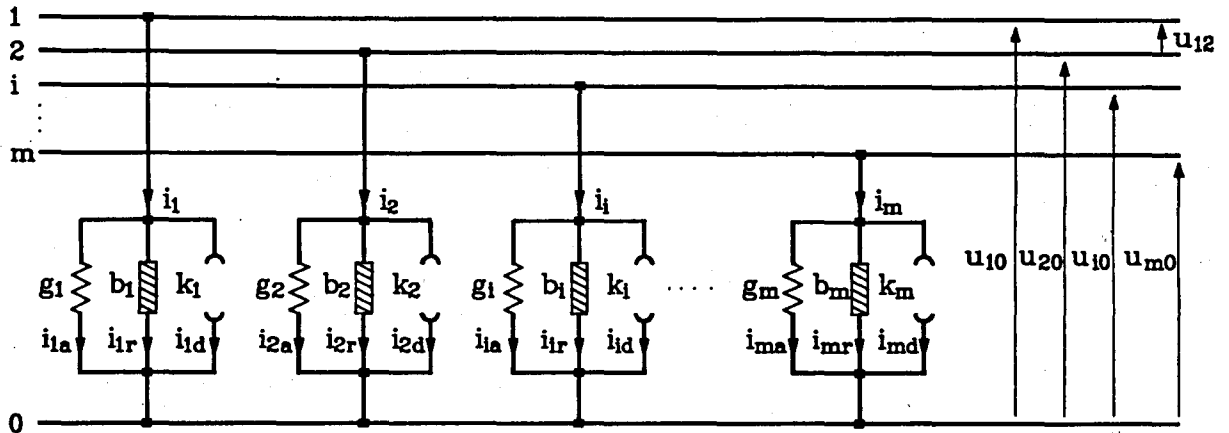 1
2
u12
i
m
i1 i2 ii im
u10 u20 ui0 um0
g1 b1 k1 g2 b2 k2 gi bi ki ..... gm bm km
i1a i1r i1d i2a i2r i2d iia iir iid ima imr imd
0